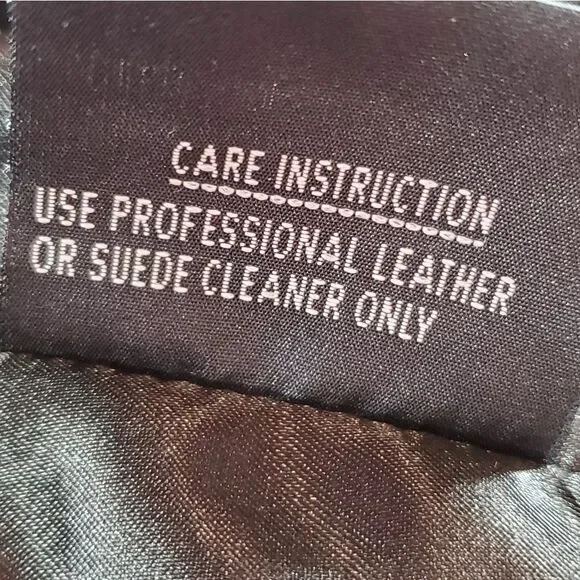 CARE INSTRUCTION
USE PROFESSIONAL LEATHER
OR SUEDE CLEANER ONLY